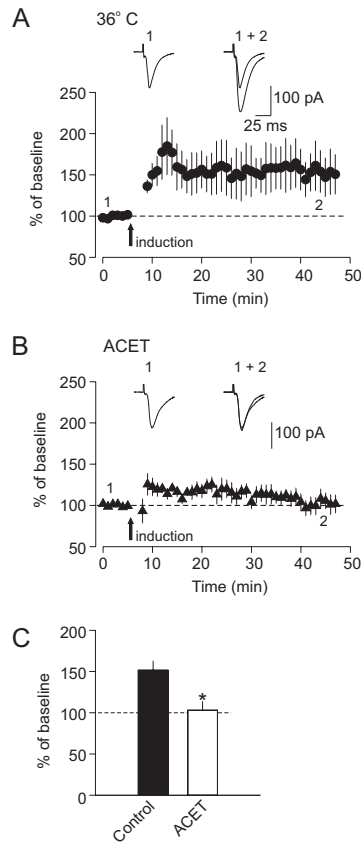 A
36° C
1
1 + 2
100 pA
25 ms
250
200
150
100
50
% of baseline
1
2
induction
0
10
20
30
40
50
Time (min)
B
ACET
1
1 + 2
100 pA
250
200
150
100
50
% of baseline
1
2
induction
0
10
20
30
40
50
Time (min)
C
200
150
100
50
0
% of baseline
*
Control
ACET